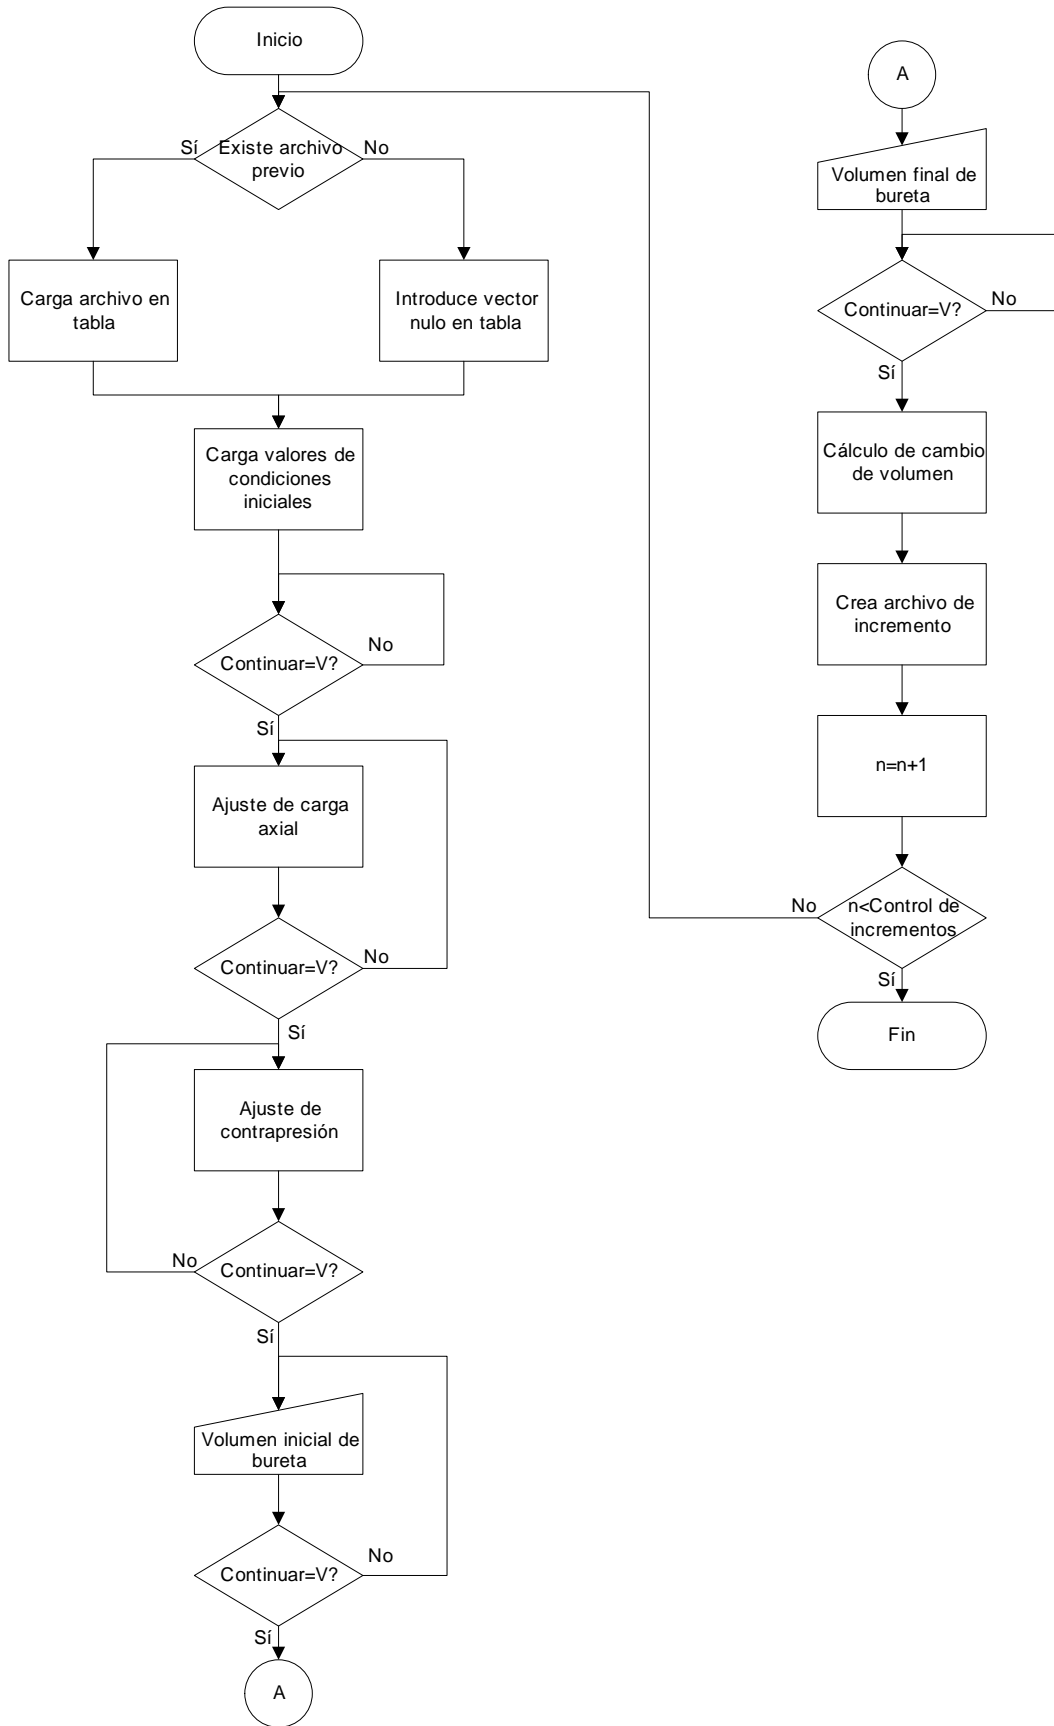 Inicio
Existe archivo
previo
Sí
No
Carga archivo en
tabla
Introduce vector
nulo en tabla
Carga valores de
condiciones
iniciales
Continuar=V?
No
Sí
Ajuste de carga
axial
Continuar=V?
No
Sí
Ajuste de
contrapresión
Continuar=V?
No
Sí
Volumen inicial de
bureta
Continuar=V?
No
Sí
A
A
Volumen final de
bureta
Continuar=V?
No
Sí
Cálculo de cambio
de volumen
Crea archivo de
incremento
n=n+1
n<Control de
incrementos
No
Sí
Fin